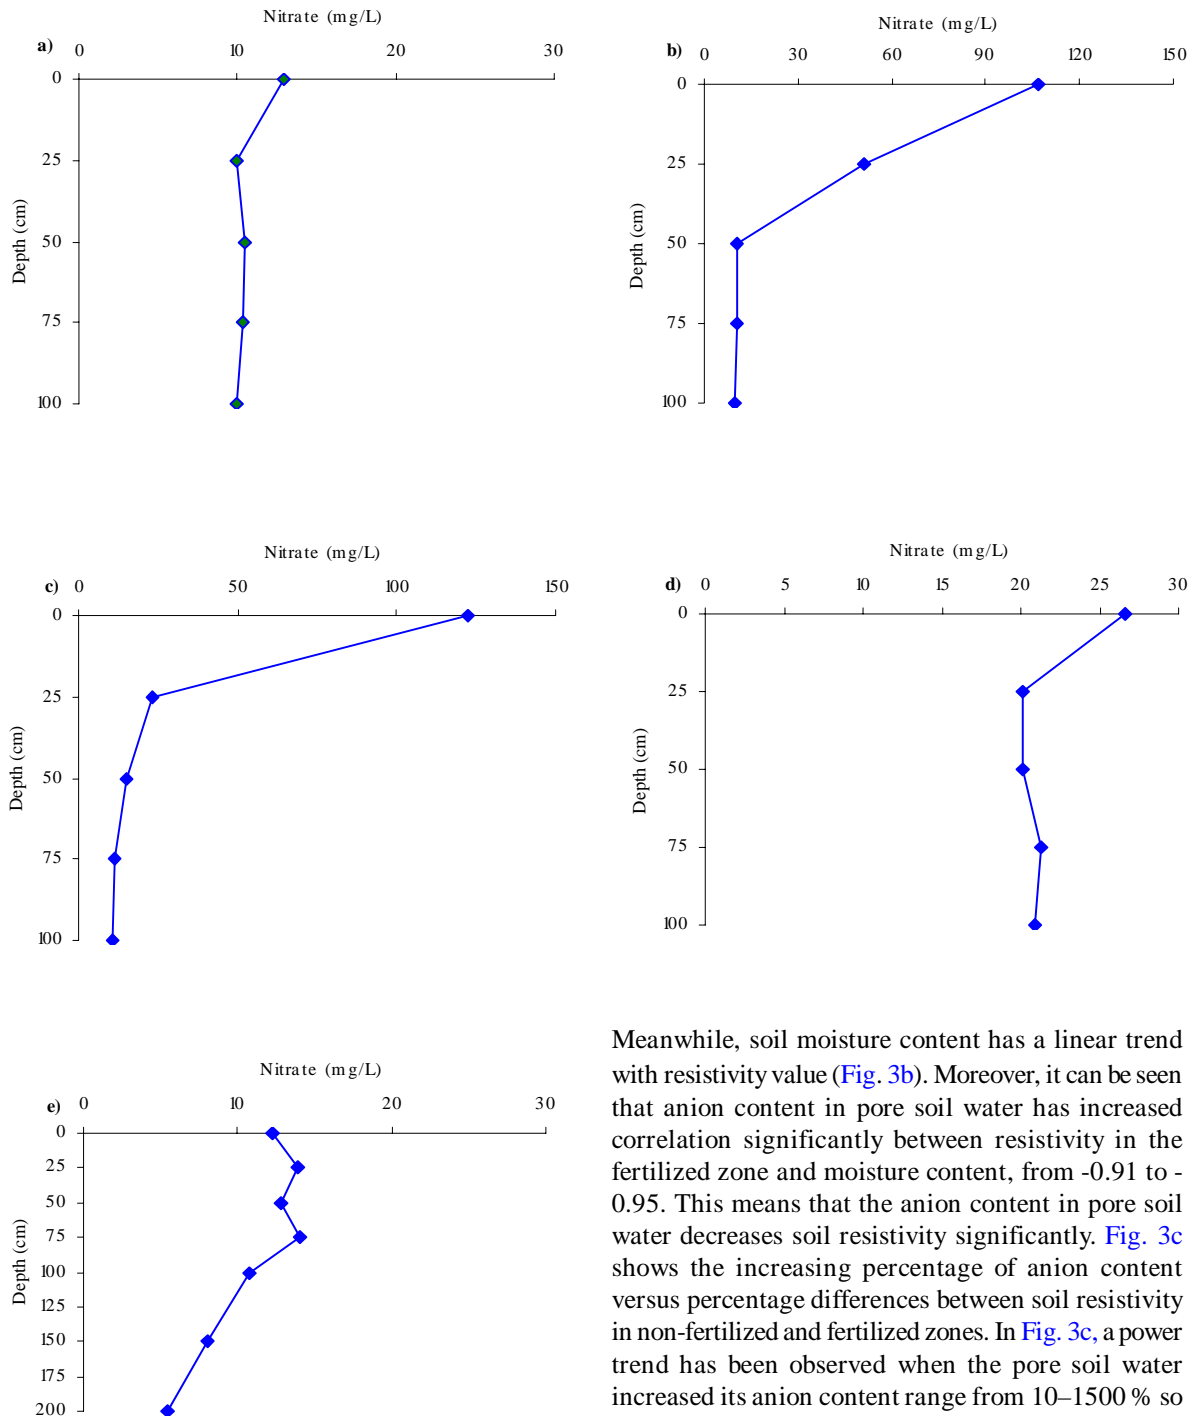 Nitrate (mg/L)
a) 0 10 20 30
0
25
50
75
100
Depth (cm)
Nitrate (mg/L)
b) 0 30 60 90 120 150
0
25
50
75
100
Depth (cm)
Nitrate (mg/L)
c) 0 50 100 150
0
25
50
75
100
Depth (cm)
Nitrate (mg/L)
d) 0 5 10 15 20 25 30
0
25
50
75
100
Depth (cm)
Nitrate (mg/L)
e) 0 10 20 30
0
25
50
75
100
125
150
175
200
Depth (cm)
Meanwhile, soil moisture content has a linear trend
with resistivity value (Fig. 3b). Moreover, it can be seen
that anion content in pore soil water has increased
correlation significantly between resistivity in the
fertilized zone and moisture content, from -0.91 to -
0.95. This means that the anion content in pore soil
water decreases soil resistivity significantly. Fig. 3c
shows the increasing percentage of anion content
versus percentage differences between soil resistivity
in non-fertilized and fertilized zones. In Fig. 3c, a power
trend has been observed when the pore soil water
increased its anion content range from 10–1500 % so